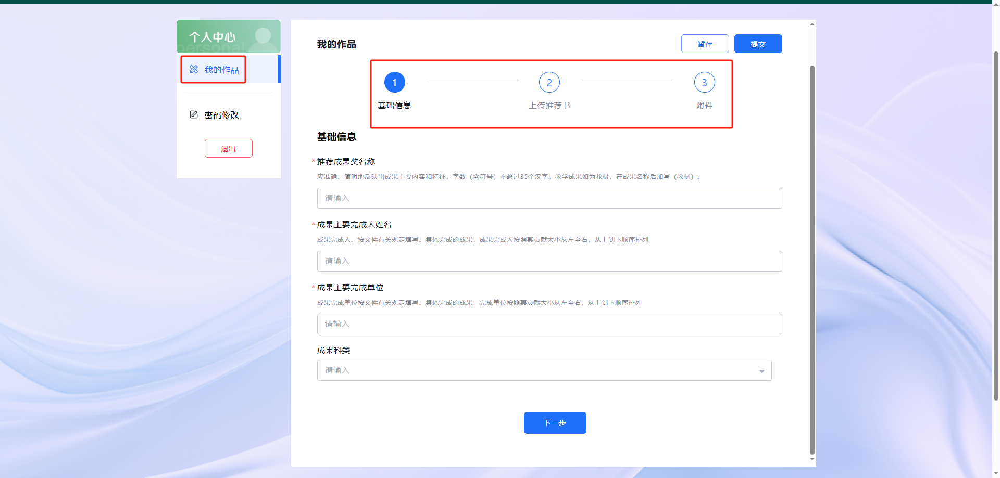 个人中心
personal
我的作品
密码修改
退出
我的作品
暂存
提交
1
2
3
基础信息
上传推荐书
附件
基础信息
* 推荐成果奖名称
应准确、简明地反映出成果主要内容和特征，字数（含符号）不超过35个汉字。教学成果如为教材，在成果名称后加写（教材）。
请输入
* 成果主要完成人姓名
成果完成人、按文件有关规定填写。集体完成的成果，成果完成人按照其贡献大小从左至右，从上到下顺序排列
请输入
* 成果主要完成单位
成果完成单位按文件有关规定填写。集体完成的成果，完成单位按照其贡献大小从左至右，从上到下顺序排列
请输入
成果科类
请输入
下一步